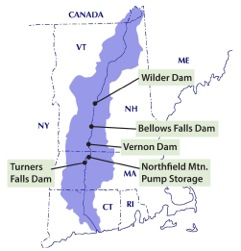 CANADA
VT
ME
Wilder Dam
NH
NY
Bellows Falls Dam
Vernon Dam
Turners
Falls Dam
Northfield Mtn.
Pump Storage
MA
CT
RI